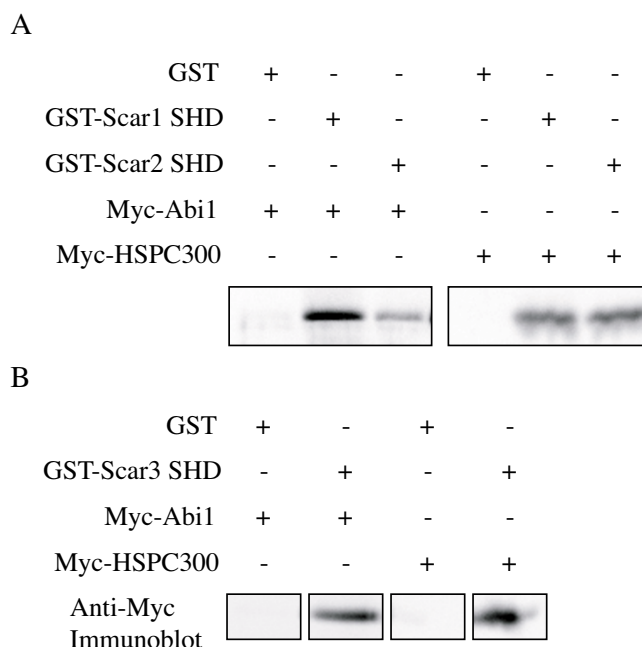 A
GST + - - + - -
GST-Scar1 SHD - + - - + -
GST-Scar2 SHD - - + - - +
Myc-Abi1 + + + - - -
Myc-HSPC300 - - - + + +
B
GST + - + -
GST-Scar3 SHD - + - +
Myc-Abi1 + + - -
Myc-HSPC300 - - + +
Anti-Myc
Immunoblot